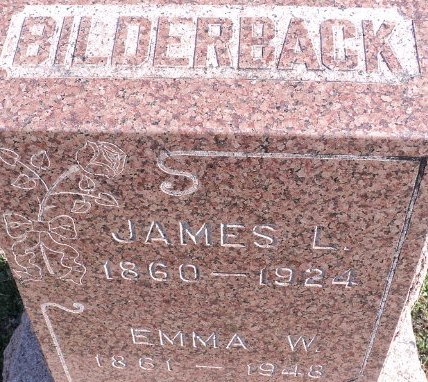 BILDERBACK
JAMES L.
1860 — 1924
EMMA W.
1861 — 1948